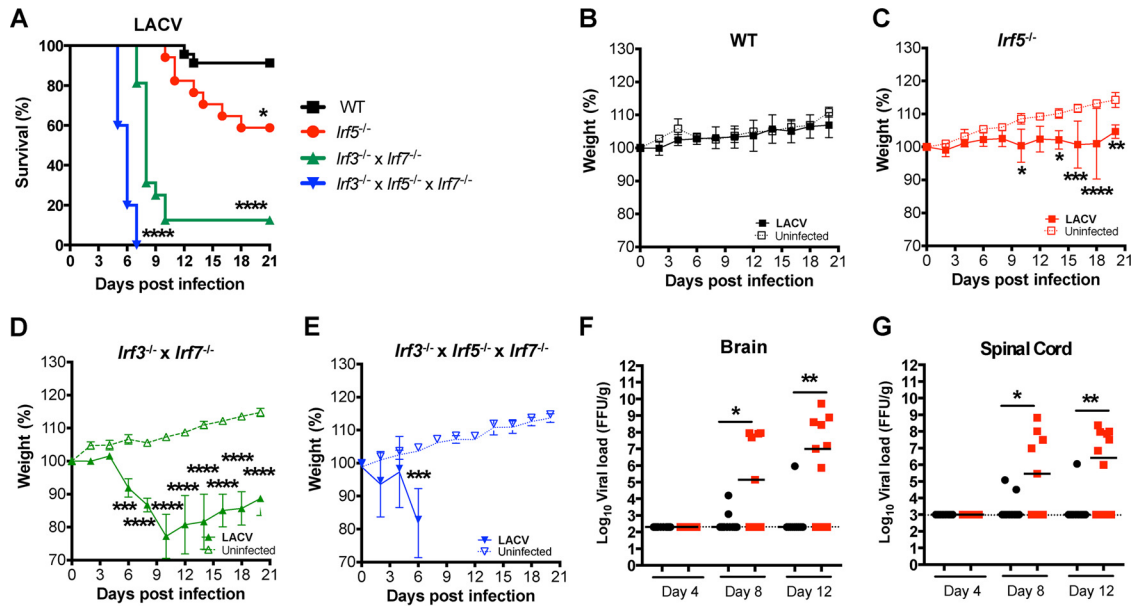 A
LACV
Survival (%)
100
80
60
40
20
0
0 3 6 9 12 15 18 21
Days post infection
*
****
****
WT
Irf5-/-
Irf3-/- x Irf7-/-
Irf3-/- x Irf5-/- x Irf7-/-
B
WT
Weight (%)
130
120
110
100
90
80
70
0 3 6 9 12 15 18 21
Days post infection
LACV
Uninfected
C
Irf5-/-
Weight (%)
130
120
110
100
90
80
70
0 3 6 9 12 15 18 21
Days post infection
* * *** **** **
LACV
Uninfected
D
Irf3-/- x Irf7-/-
Weight (%)
130
120
110
100
90
80
70
0 3 6 9 12 15 18 21
Days post infection
*** **** **** **** **** **** **** ****
LACV
Uninfected
E
Irf3-/- x Irf5-/- x Irf7-/-
Weight (%)
130
120
110
100
90
80
70
0 3 6 9 12 15 18 21
Days post infection
***
LACV
Uninfected
F
Brain
Log10 Viral load (FFU/g)
12
11
10
9
8
7
6
5
4
3
2
1
0
*
**
Day 4 Day 8 Day 12
G
Spinal Cord
Log10 Viral load (FFU/g)
12
11
10
9
8
7
6
5
4
3
2
1
0
*
**
Day 4 Day 8 Day 12